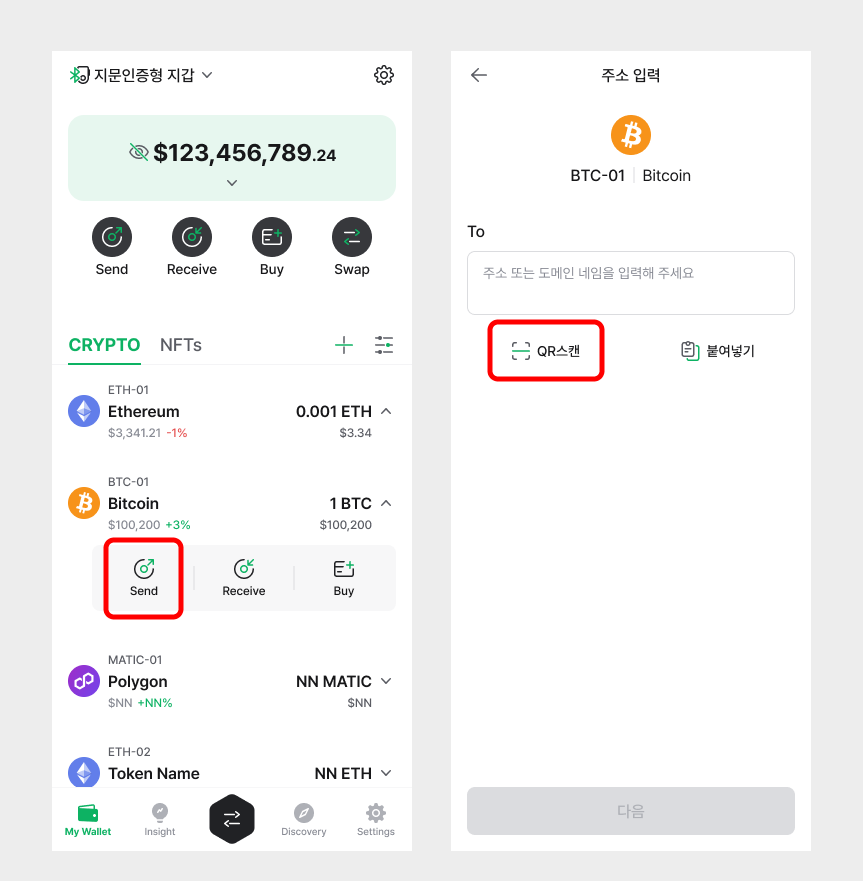 지문인증형 지갑
$123,456,789.24
Send Receive Buy Swap
CRYPTO NFTs
ETH-01
Ethereum 0.001 ETH
$3,341.21 -1% $3.34
BTC-01
Bitcoin 1 BTC
$100,200 +3% $100,200
Send Receive Buy
MATIC-01
Polygon NN MATIC
$NN +NN% $NN
ETH-02
Token Name NN ETH
My Wallet Insight Discovery Settings
주소 입력
BTC-01 Bitcoin
To
주소 또는 도메인 네임을 입력해 주세요
QR스캔 붙여넣기
다음